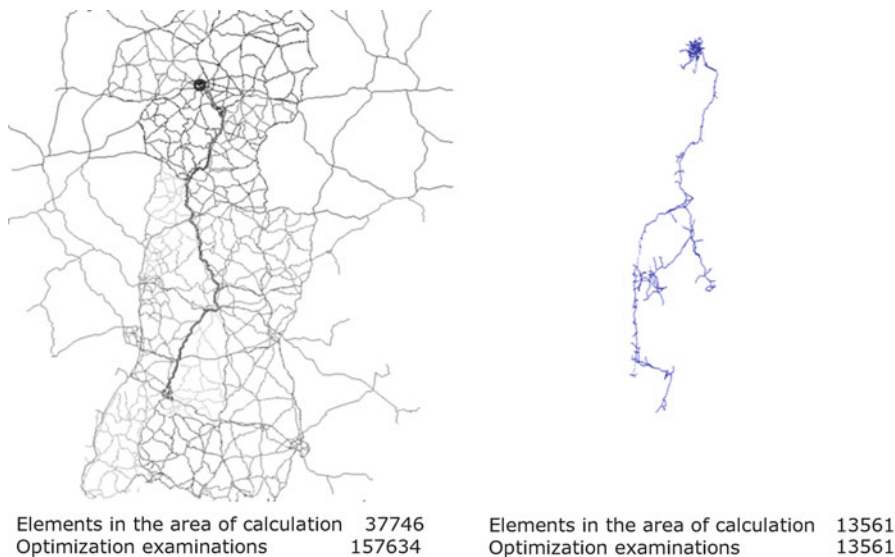 Elements in the area of calculation 37746
Optimization examinations 157634
Elements in the area of calculation 13561
Optimization examinations 13561